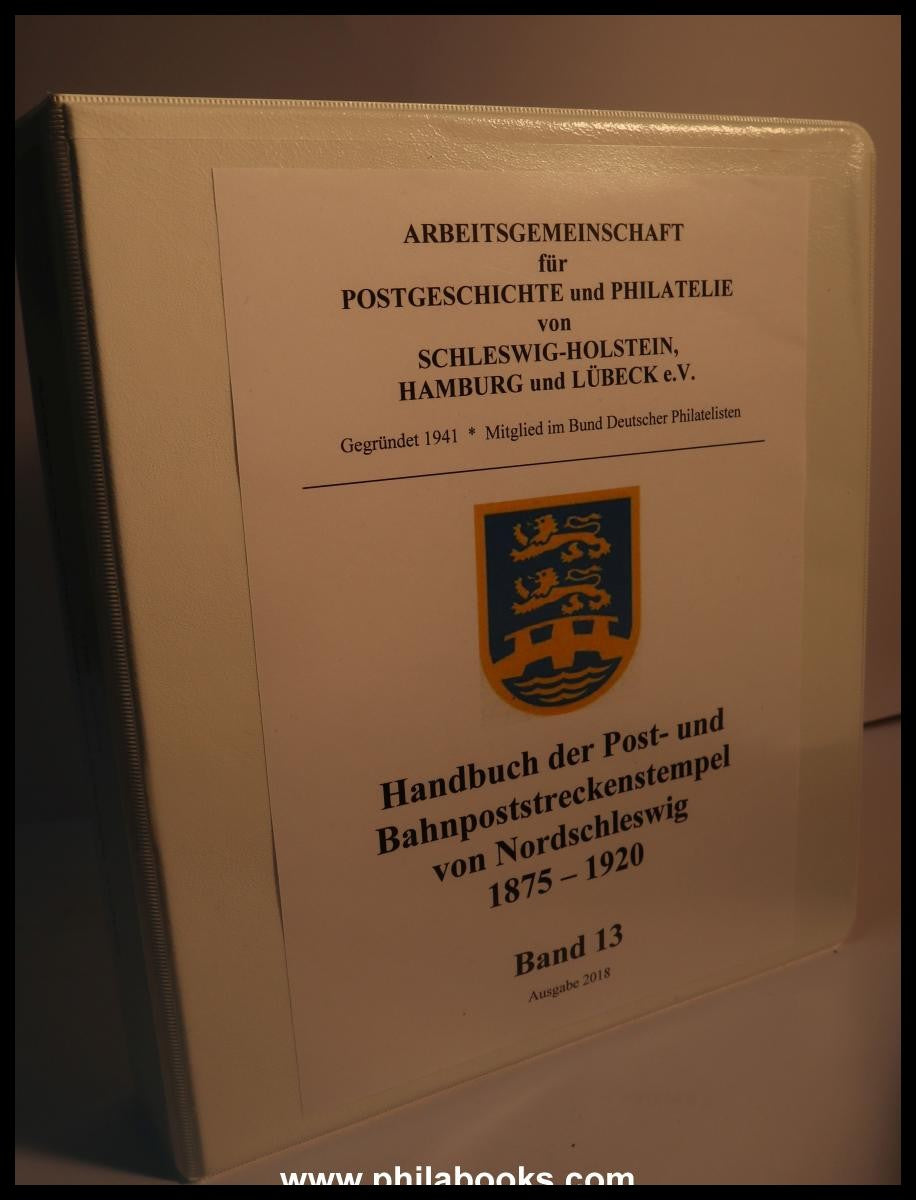 ARBEITSGEMEINSCHAFT
für
POSTGESCHICHTE und PHILATELIE
von
SCHLESWIG-HOLSTEIN,
HAMBURG und LÜBECK e.V.
Gegründet 1941 * Mitglied im Bund Deutscher Philatelisten
Handbuch der Post- und
Bahnpoststreckenstempel
von Nordschleswig
1875 – 1920
Band 13
Ausgabe 2018
www.philabooks.com